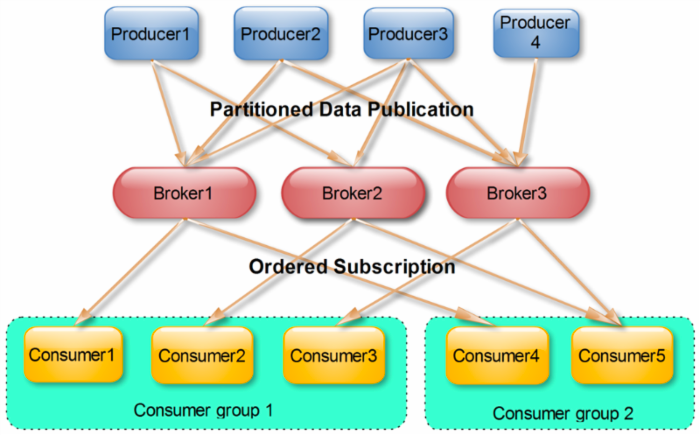 Producer1
Producer2
Producer3
Producer
4
Partitioned Data Publication
Broker1
Broker2
Broker3
Ordered Subscription
Consumer1
Consumer2
Consumer3
Consumer4
Consumer5
Consumer group 1
Consumer group 2